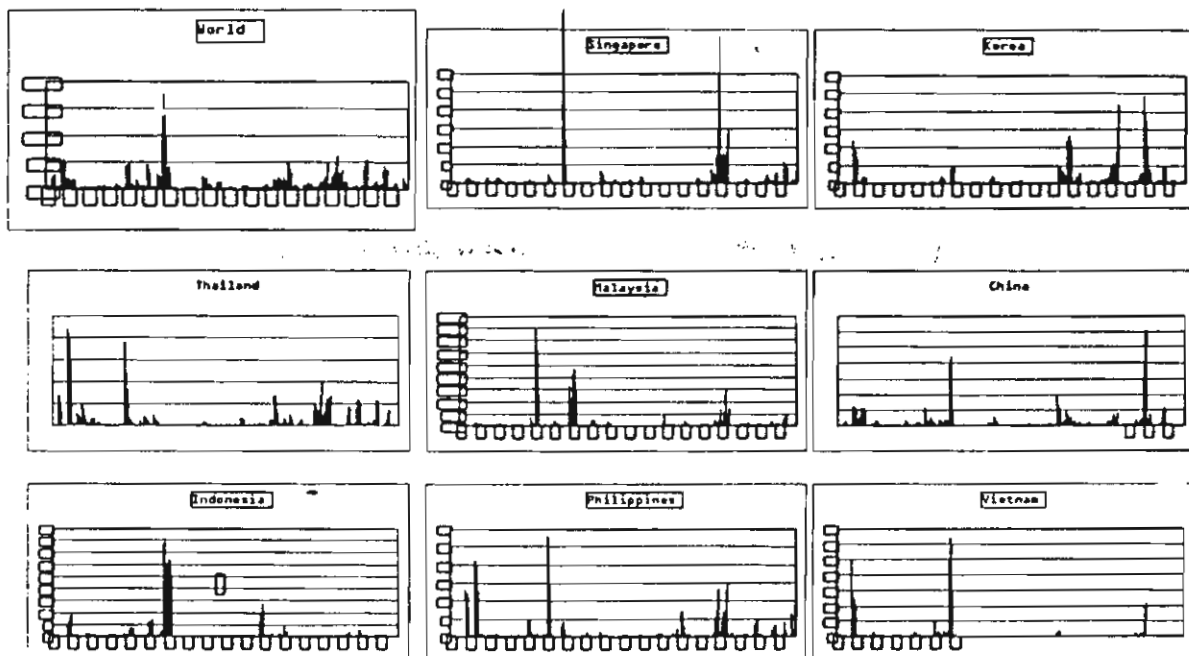 World
Singapore
Korea
Thailand
Malaysia
China
Indonesia
Philippines
Vietnam